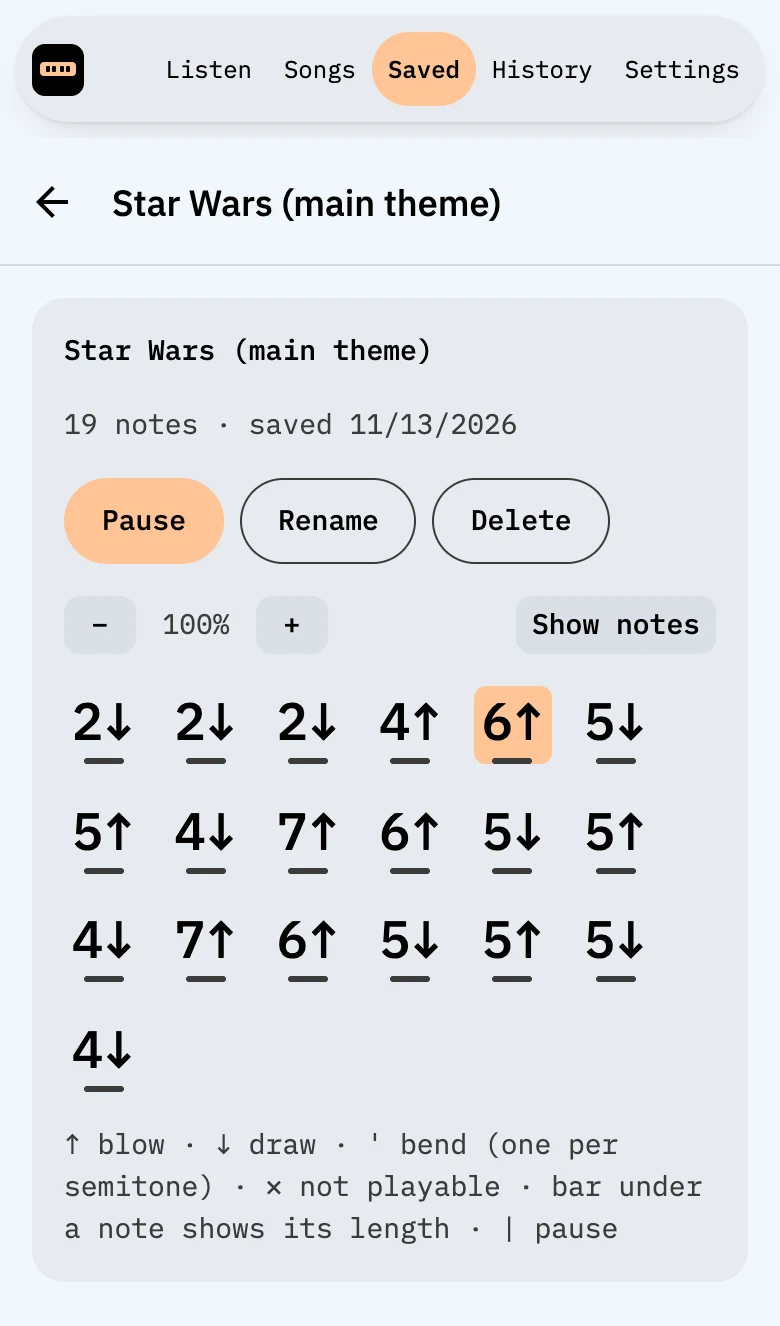 Listen Songs Saved History Settings
← Star Wars (main theme)
Star Wars (main theme)
19 notes · saved 11/13/2026
Pause Rename Delete
− 100% + Show notes
2↓ 2↓ 2↓ 4↑ 6↑ 5↓
5↑ 4↓ 7↑ 6↑ 5↓ 5↑
4↓ 7↑ 6↑ 5↓ 5↑ 5↓
4↓
↑ blow · ↓ draw · ' bend (one per
semitone) · × not playable · bar under
a note shows its length · | pause